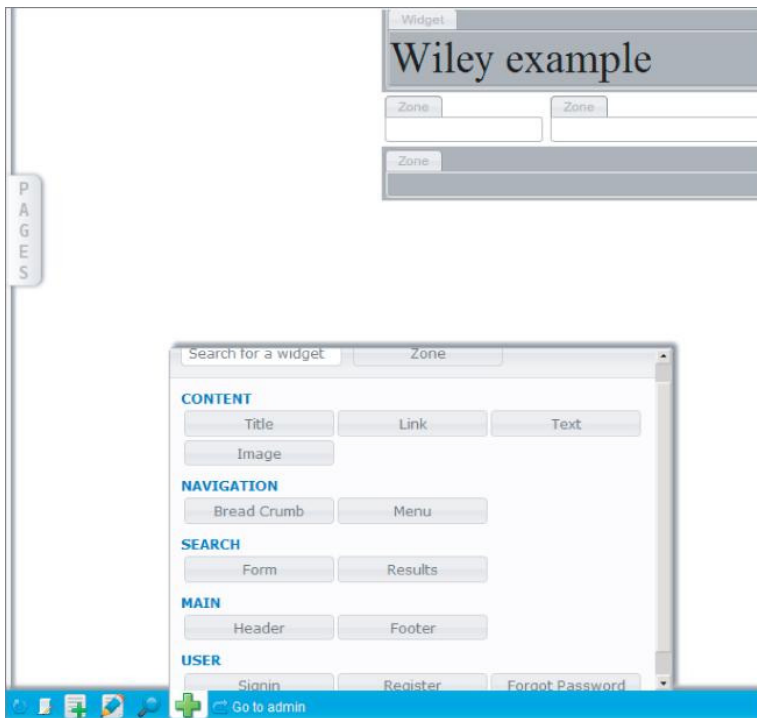 Widget
Wiley example
Zone Zone
Zone
P
A
G
E
S
Search for a widget Zone
CONTENT
Title Link Text
Image
NAVIGATION
Bread Crumb Menu
SEARCH
Form Results
MAIN
Header Footer
USER
Signin Register Forgot Password
Go to admin